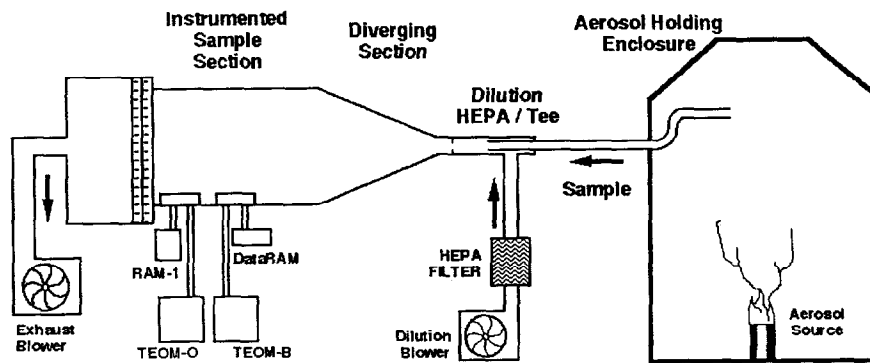 Instrumented
Sample
Section
Diverging
Section
Aerosol Holding
Enclosure
Dilution
HEPA / Tee
Sample
HEPA
FILTER
RAM-1
DataRAM
Exhaust
Blower
TEOM-O
TEOM-B
Dilution
Blower
Aerosol
Source